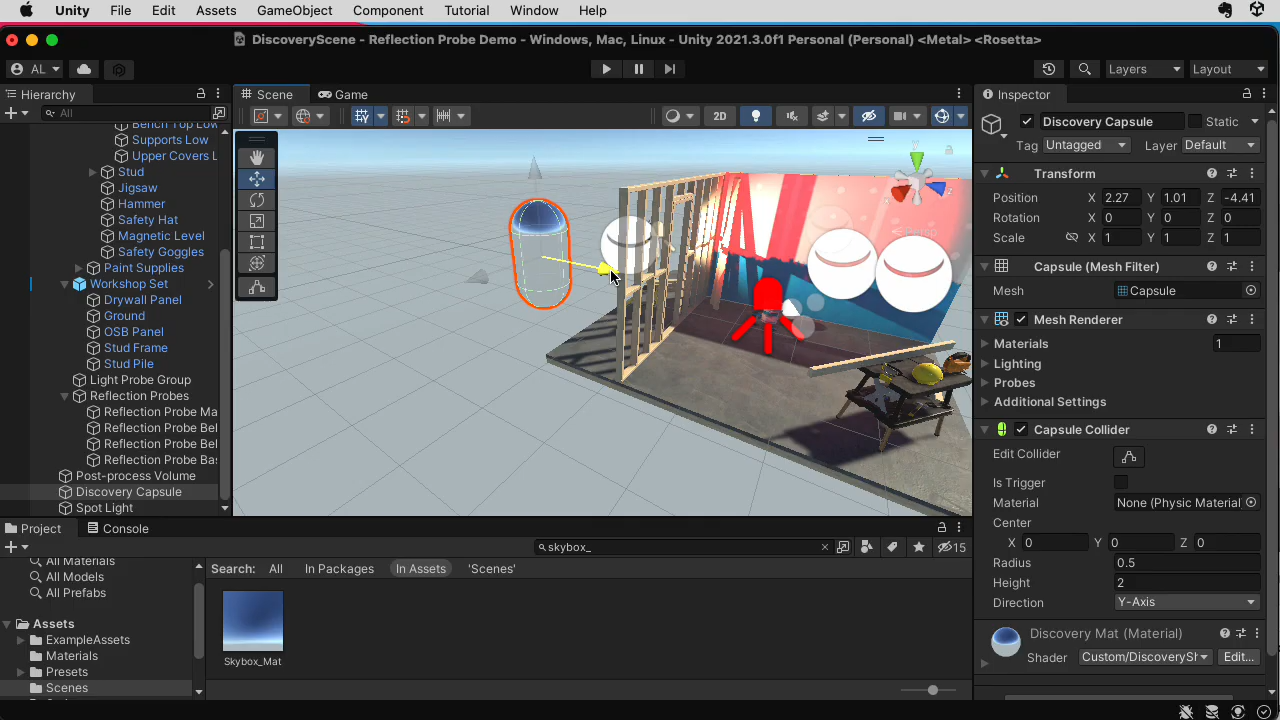 Unity File Edit Assets GameObject Component Tutorial Window Help
DiscoveryScene - Reflection Probe Demo - Windows, Mac, Linux - Unity 2021.3.0f1 Personal (Personal) <Metal> <Rosetta>
AL Layers Layout
Hierarchy
All
Bench Top Low
Supports Low
Upper Covers L
Stud
Jigsaw
Hammer
Safety Hat
Magnetic Level
Safety Goggles
Paint Supplies
Workshop Set
Drywall Panel
Ground
OSB Panel
Stud Frame
Stud Pile
Light Probe Group
Reflection Probes
Reflection Probe Ma
Reflection Probe Bel
Reflection Probe Bel
Reflection Probe Bas
Post-process Volume
Discovery Capsule
Spot Light
Scene Game
2D
Persp
Inspector
Discovery Capsule Static
Tag Untagged Layer Default
Transform
Position X 2.27 Y 1.01 Z -4.41
Rotation X 0 Y 0 Z 0
Scale X 1 Y 1 Z 1
Capsule (Mesh Filter)
Mesh Capsule
Mesh Renderer
Materials 1
Lighting
Probes
Additional Settings
Capsule Collider
Edit Collider
Is Trigger
Material None (Physic Material
Center
X 0 Y 0 Z 0
Radius 0.5
Height 2
Direction Y-Axis
Discovery Mat (Material)
Shader Custom/DiscoverySh Edit...
Project Console
skybox_
15
All Materials
All Models
All Prefabs
Assets
ExampleAssets
Materials
Presets
Scenes
Search: All In Packages In Assets 'Scenes'
Skybox_Mat